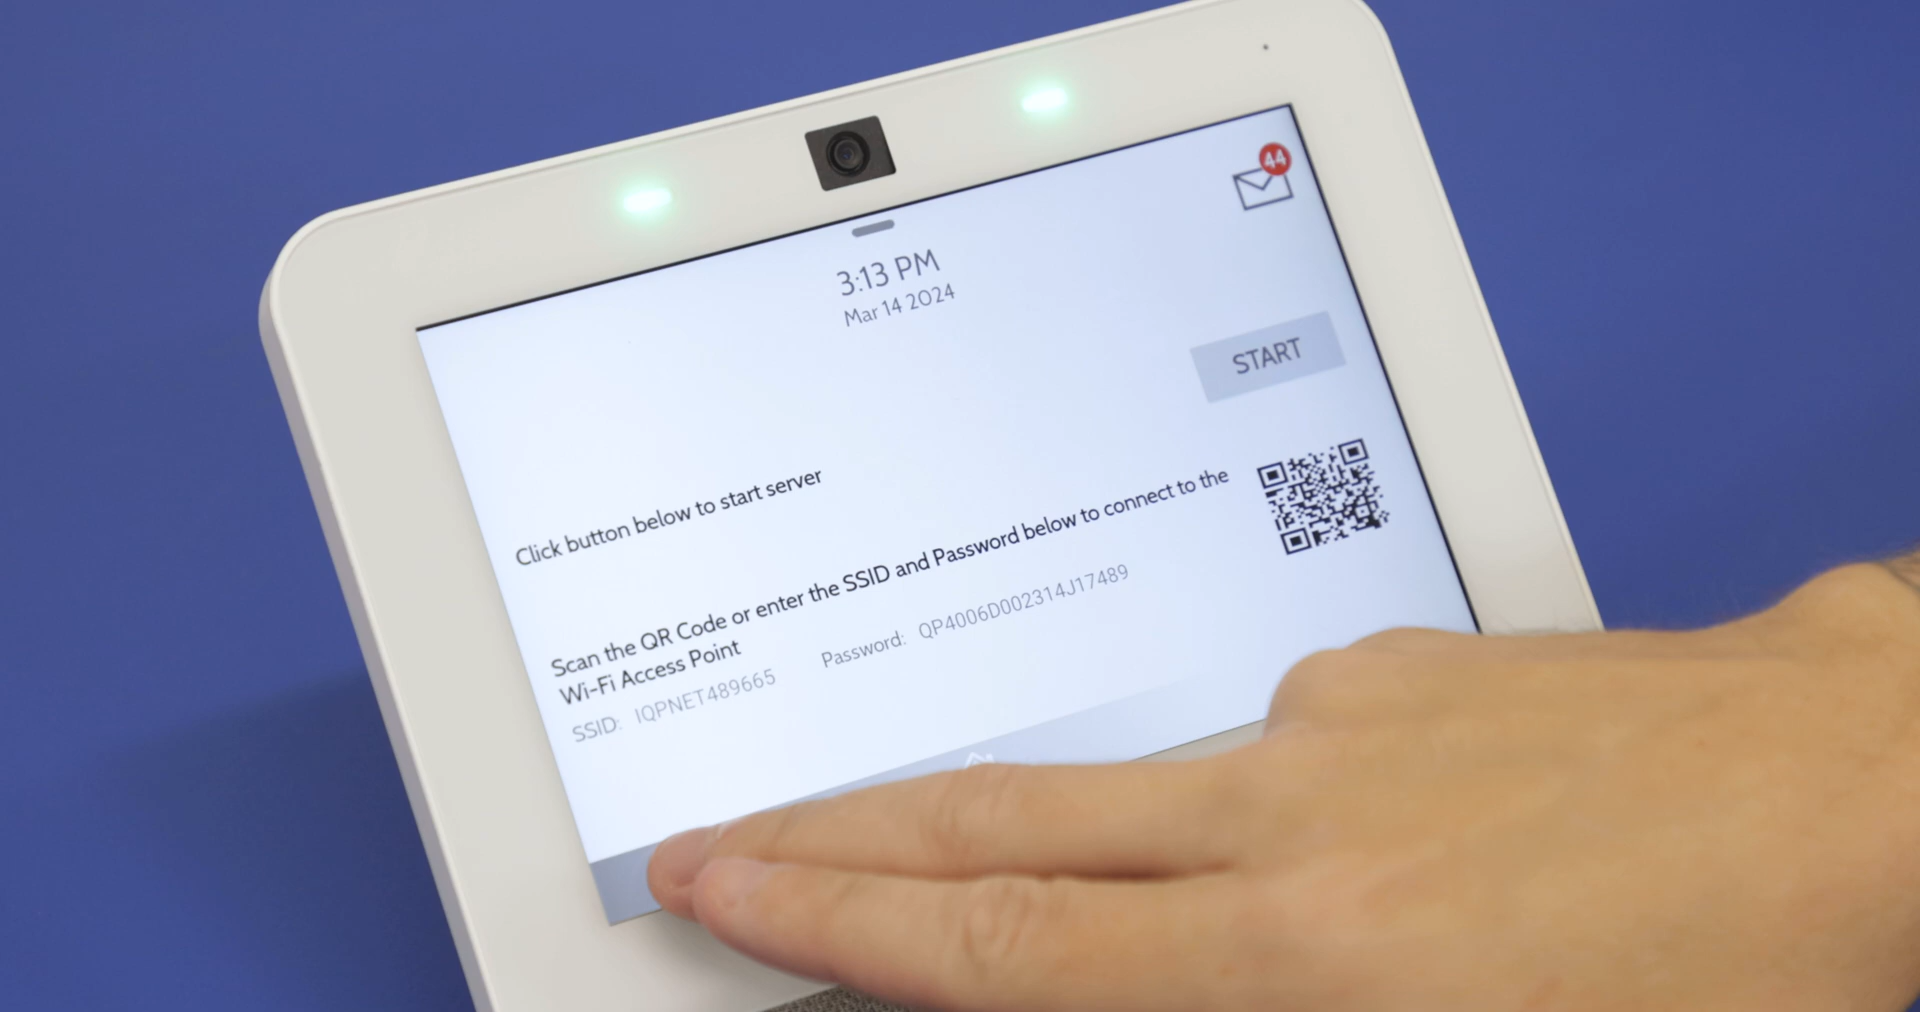 44
3:13 PM
Mar 14 2024
START
Click button below to start server
Scan the QR Code or enter the SSID and Password below to connect to the
Wi-Fi Access Point
SSID: IQPNET489665 Password: QP4006D002314J17489